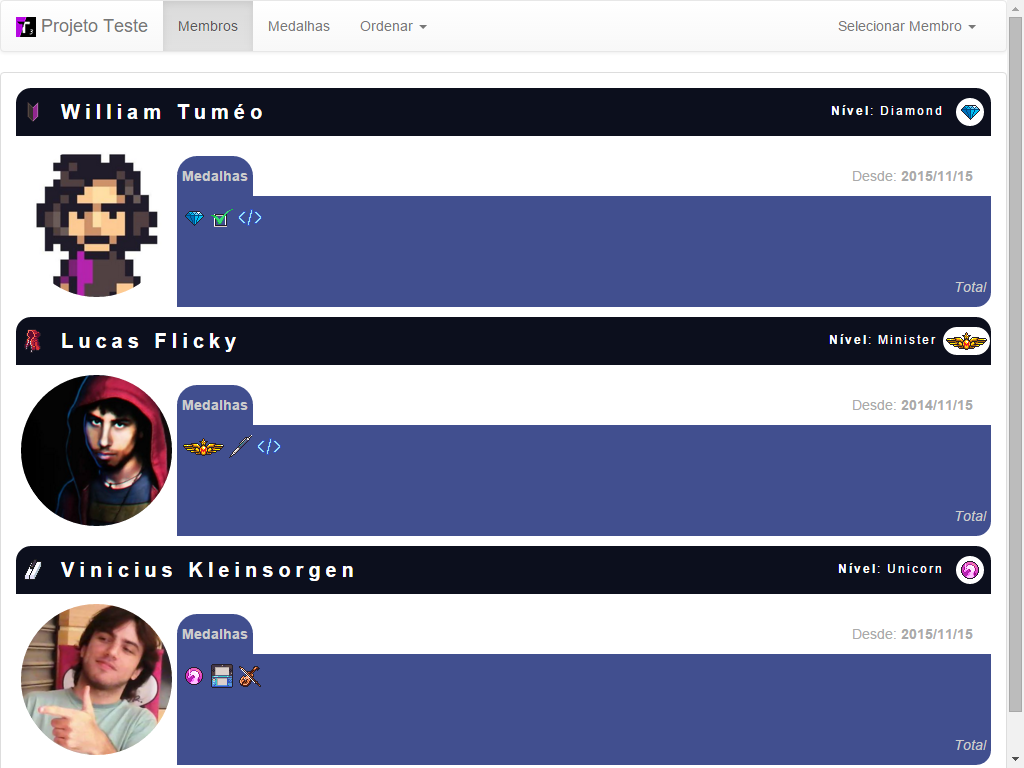 Projeto Teste Membros Medalhas Ordenar Selecionar Membro
William Tuméo Nível: Diamond
Medalhas Desde: 2015/11/15
Total
Lucas Flicky Nível: Minister
Medalhas Desde: 2014/11/15
Total
Vinicius Kleinsorgen Nível: Unicorn
Medalhas Desde: 2015/11/15
Total